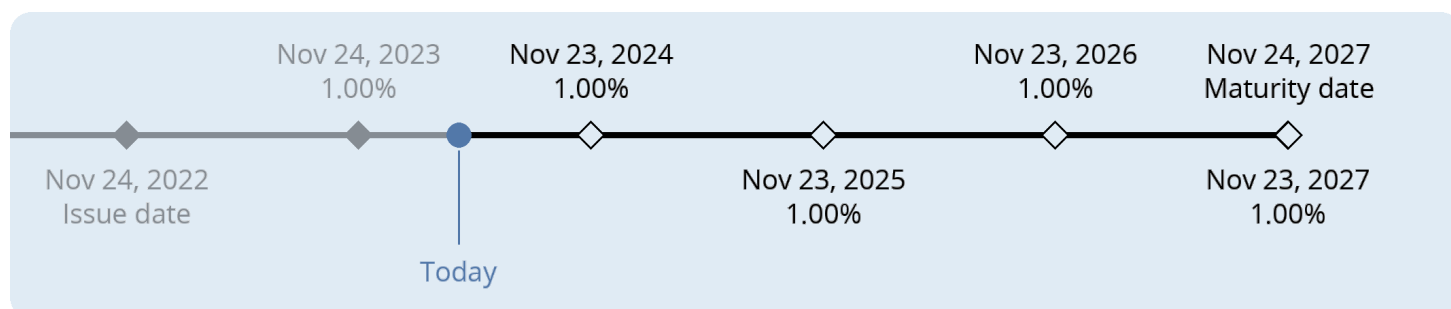 Nov 24, 2023
1.00%
Nov 23, 2024
1.00%
Nov 23, 2026
1.00%
Nov 24, 2027
Maturity date
Nov 24, 2022
Issue date
Nov 23, 2025
1.00%
Nov 23, 2027
1.00%
Today